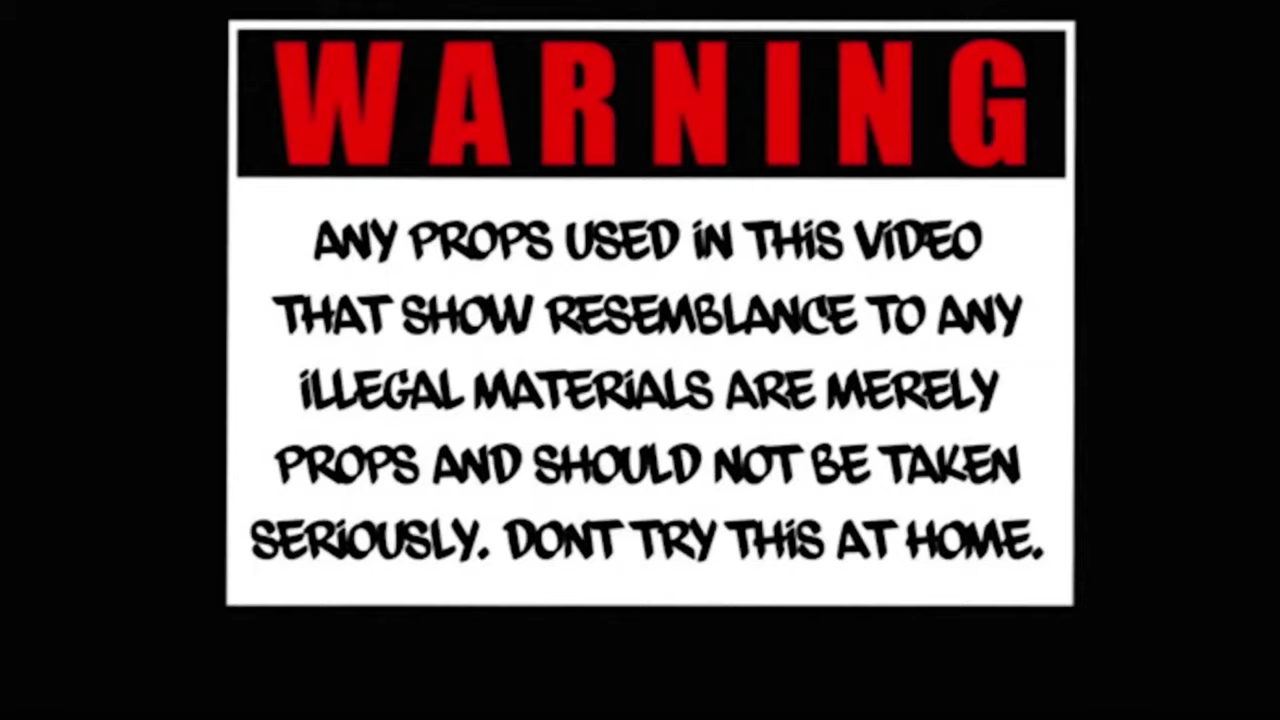 WARNING
ANY PROPS USED iN THiS ViDEO
THAT SHOW RESEMBLANCE TO ANY
iLLEGAL MATERiALS ARE MERELY
PROPS AND SHOULD NOT BE TAKEN
SERiOUSLY. DONT TRY THiS AT HOME.